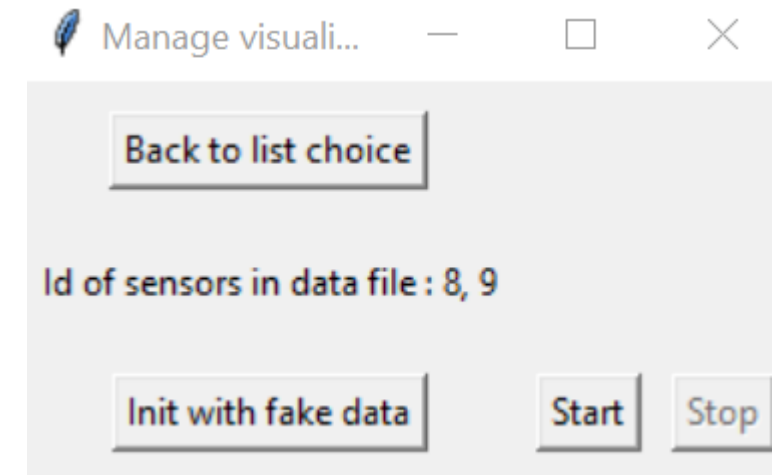 Manage visuali...
Back to list choice
Id of sensors in data file : 8, 9
Init with fake data Start Stop